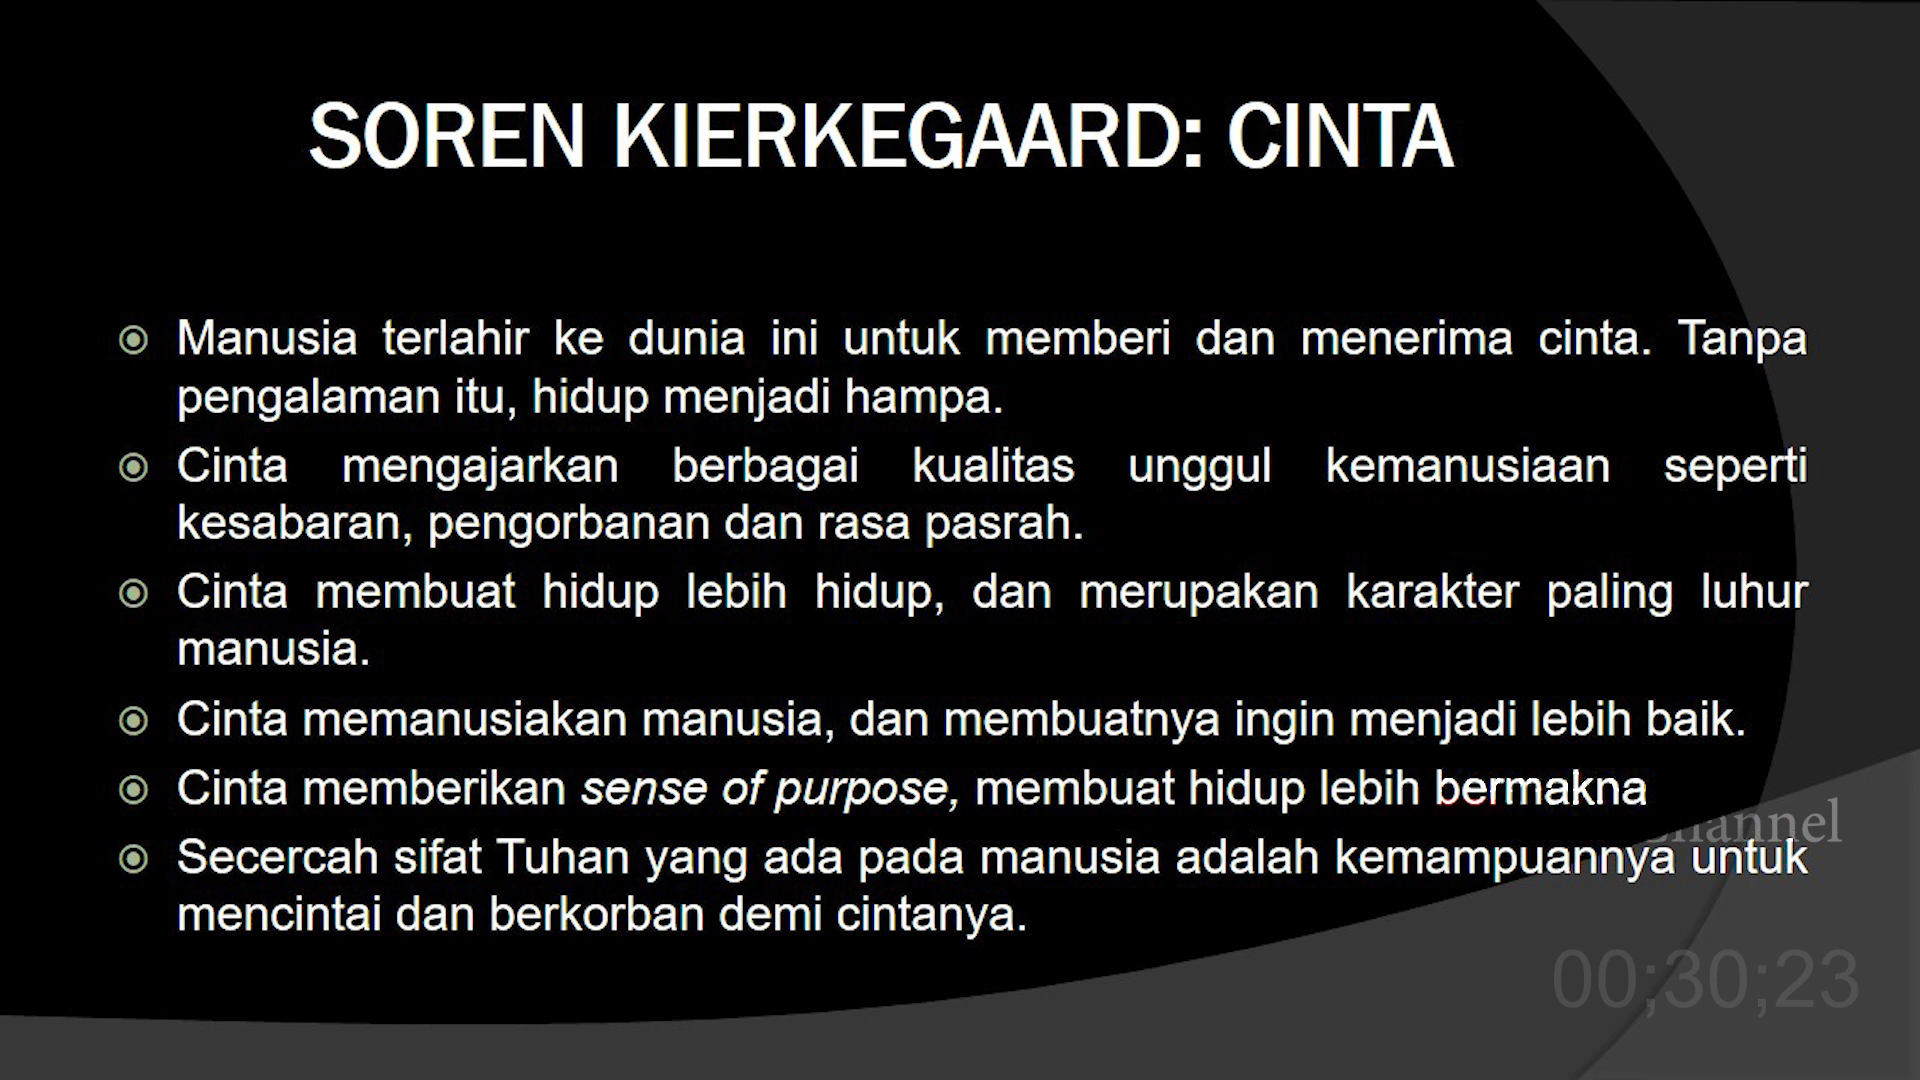 SOREN KIERKEGAARD: CINTA
Manusia terlahir ke dunia ini untuk memberi dan menerima cinta. Tanpa
pengalaman itu, hidup menjadi hampa.
Cinta mengajarkan berbagai kualitas unggul kemanusiaan seperti
kesabaran, pengorbanan dan rasa pasrah.
Cinta membuat hidup lebih hidup, dan merupakan karakter paling luhur
manusia.
Cinta memanusiakan manusia, dan membuatnya ingin menjadi lebih baik.
Cinta memberikan sense of purpose, membuat hidup lebih bermakna
Channel
Secercah sifat Tuhan yang ada pada manusia adalah kemampuannya untuk
mencintai dan berkorban demi cintanya.
00;30;23